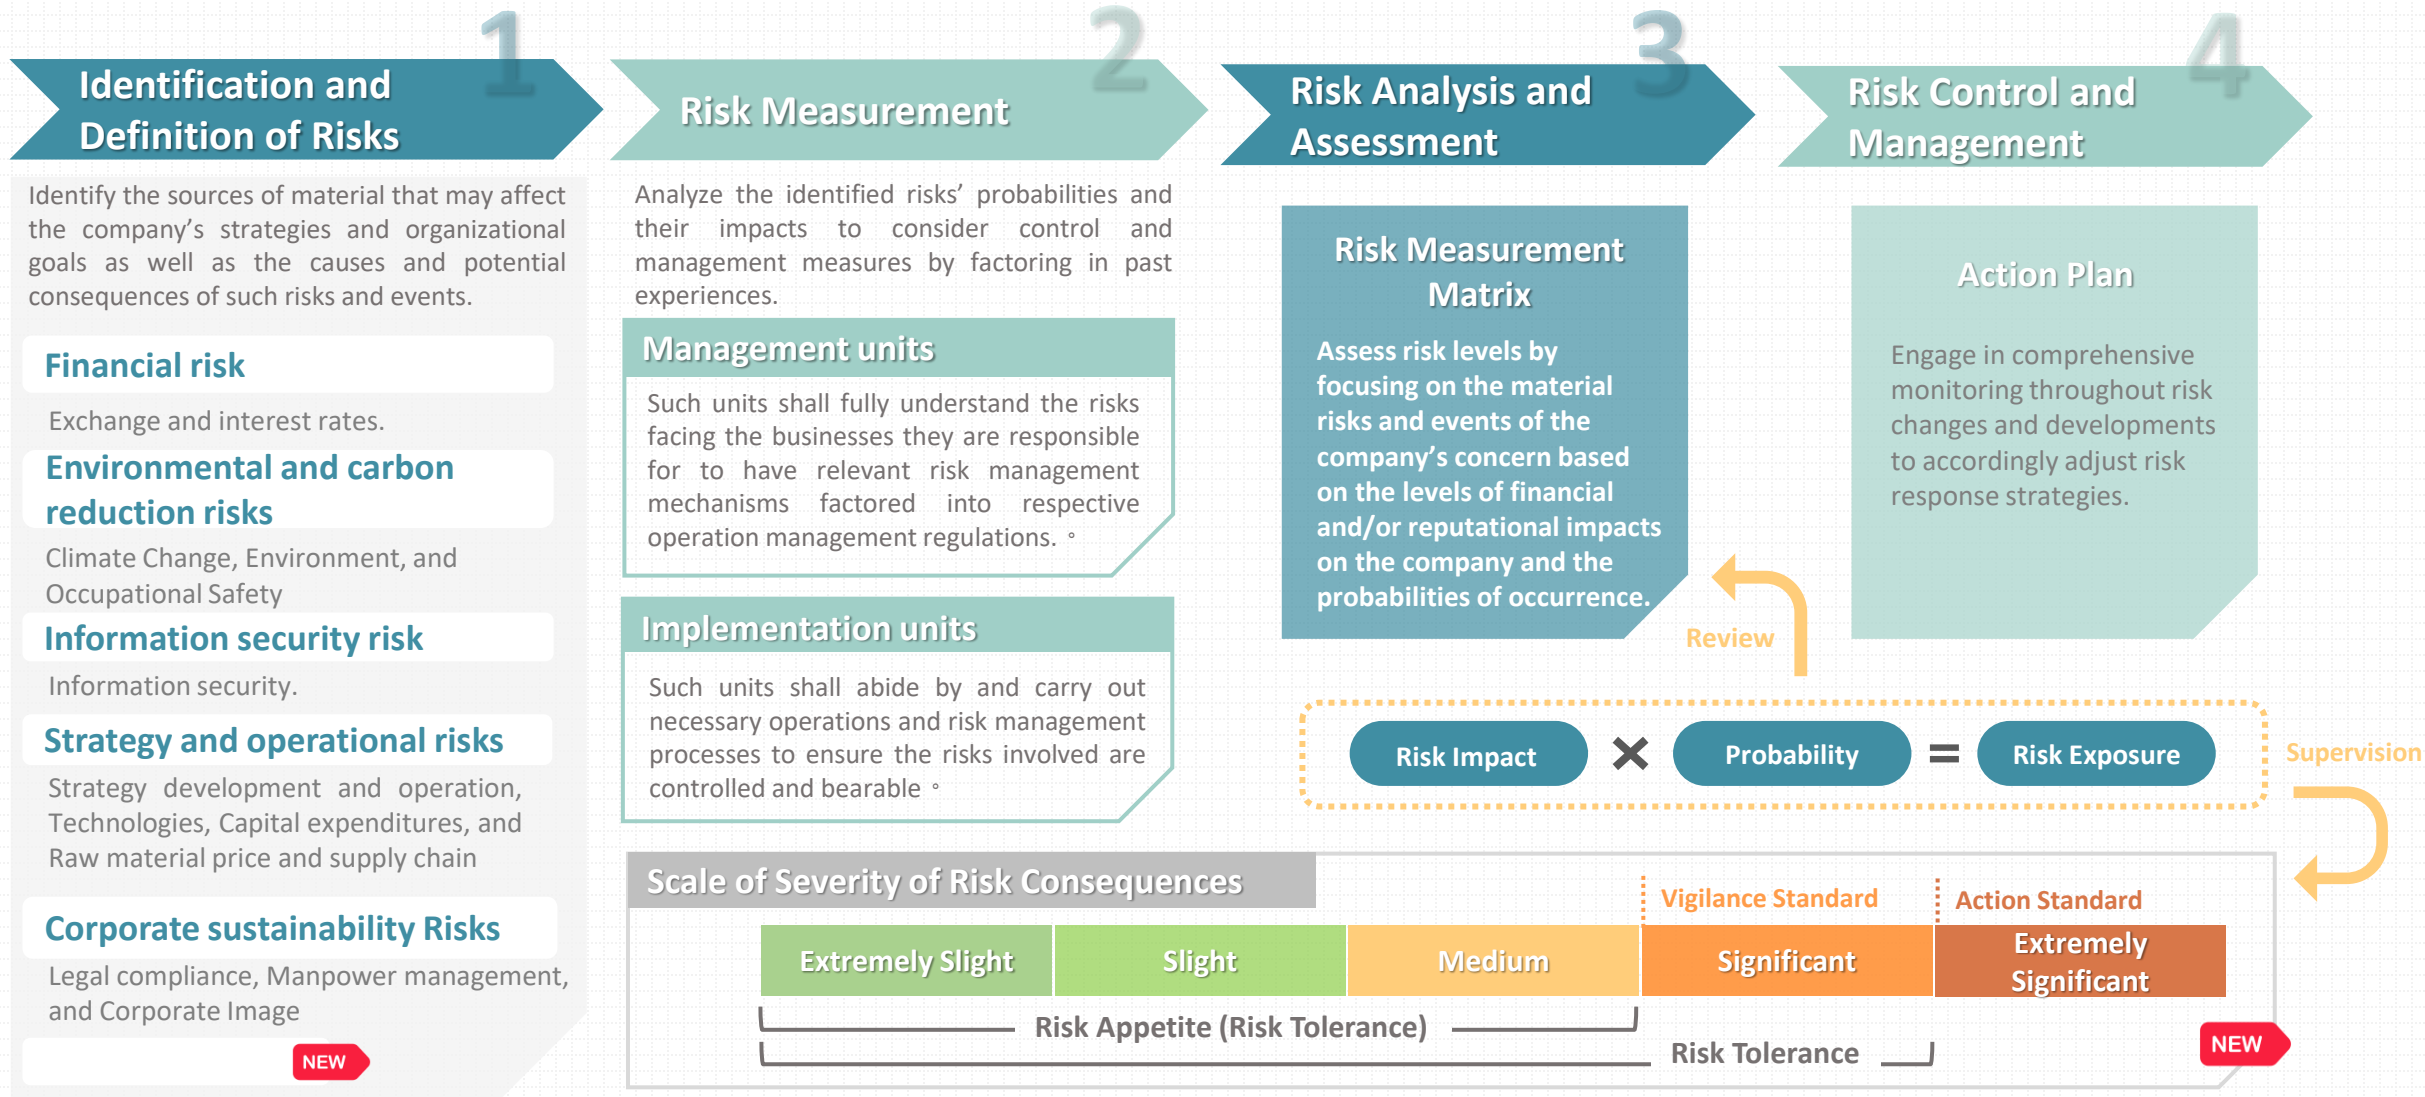 1
Identification and
Definition of Risks
Identify the sources of material that may affect
the company’s strategies and organizational
goals as well as the causes and potential
consequences of such risks and events.
Financial risk
Exchange and interest rates.
Environmental and carbon
reduction risks
Climate Change, Environment, and
Occupational Safety
Information security risk
Information security.
Strategy and operational risks
Strategy development and operation,
Technologies, Capital expenditures, and
Raw material price and supply chain
Corporate sustainability Risks
Legal compliance, Manpower management,
and Corporate Image
NEW
2
Risk Measurement
Analyze the identified risks’ probabilities and
their impacts to consider control and
management measures by factoring in past
experiences.
Management units
Such units shall fully understand the risks
facing the businesses they are responsible
for to have relevant risk management
mechanisms factored into respective
operation management regulations. 。
Implementation units
Such units shall abide by and carry out
necessary operations and risk management
processes to ensure the risks involved are
controlled and bearable。
3
Risk Analysis and
Assessment
Risk Measurement
Matrix
Assess risk levels by
focusing on the material
risks and events of the
company’s concern based
on the levels of financial
and/or reputational impacts
on the company and the
probabilities of occurrence.
4
Risk Control and
Management
Action Plan
Engage in comprehensive
monitoring throughout risk
changes and developments
to accordingly adjust risk
response strategies.
Review
Risk Impact × Probability = Risk Exposure
Supervision
Scale of Severity of Risk Consequences
Vigilance Standard
Action Standard
Extremely Slight
Slight
Medium
Significant
Extremely
Significant
Risk Appetite (Risk Tolerance)
Risk Tolerance
NEW